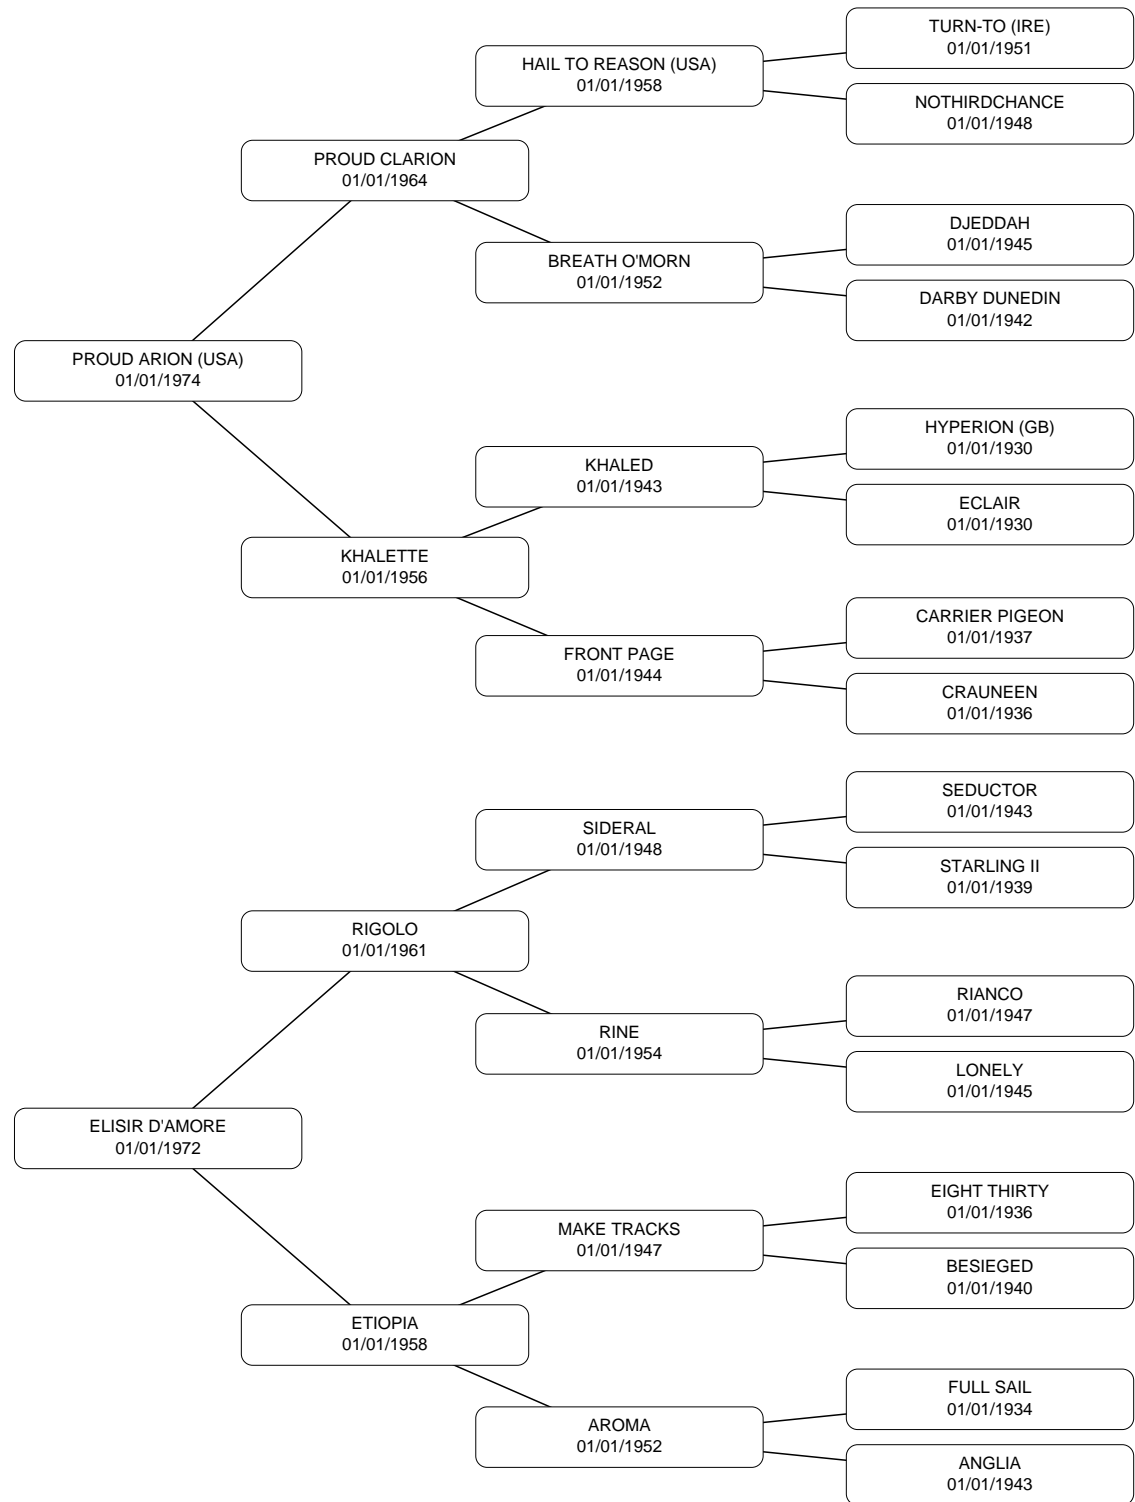 TURN-TO (IRE)
01/01/1951
HAIL TO REASON (USA)
01/01/1958
NOTHIRDCHANCE
01/01/1948
PROUD CLARION
01/01/1964
DJEDDAH
01/01/1945
BREATH O'MORN
01/01/1952
DARBY DUNEDIN
01/01/1942
PROUD ARION (USA)
01/01/1974
HYPERION (GB)
01/01/1930
KHALED
01/01/1943
ECLAIR
01/01/1930
KHALETTE
01/01/1956
CARRIER PIGEON
01/01/1937
FRONT PAGE
01/01/1944
CRAUNEEN
01/01/1936
SEDUCTOR
01/01/1943
SIDERAL
01/01/1948
STARLING II
01/01/1939
RIGOLO
01/01/1961
RIANCO
01/01/1947
RINE
01/01/1954
LONELY
01/01/1945
ELISIR D'AMORE
01/01/1972
EIGHT THIRTY
01/01/1936
MAKE TRACKS
01/01/1947
BESIEGED
01/01/1940
ETIOPIA
01/01/1958
FULL SAIL
01/01/1934
AROMA
01/01/1952
ANGLIA
01/01/1943